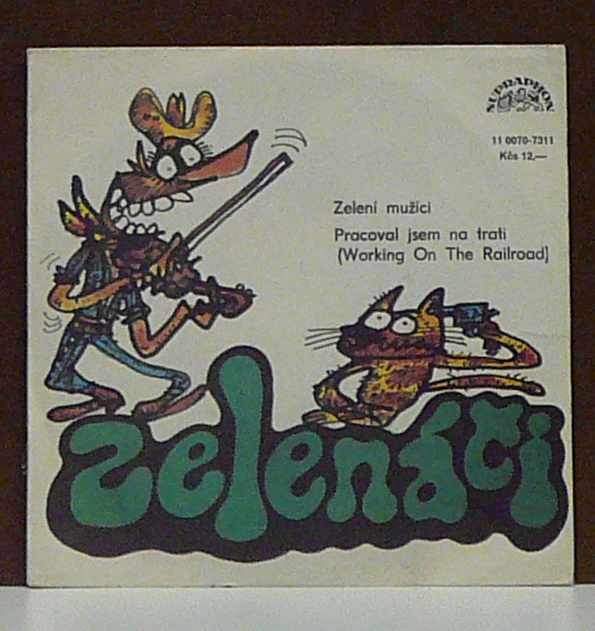 SUPRAPHON
11 0070-7311
Kčs 12,—
Zelení mužíci
Pracoval jsem na trati
(Working On The Railroad)
zelenáči